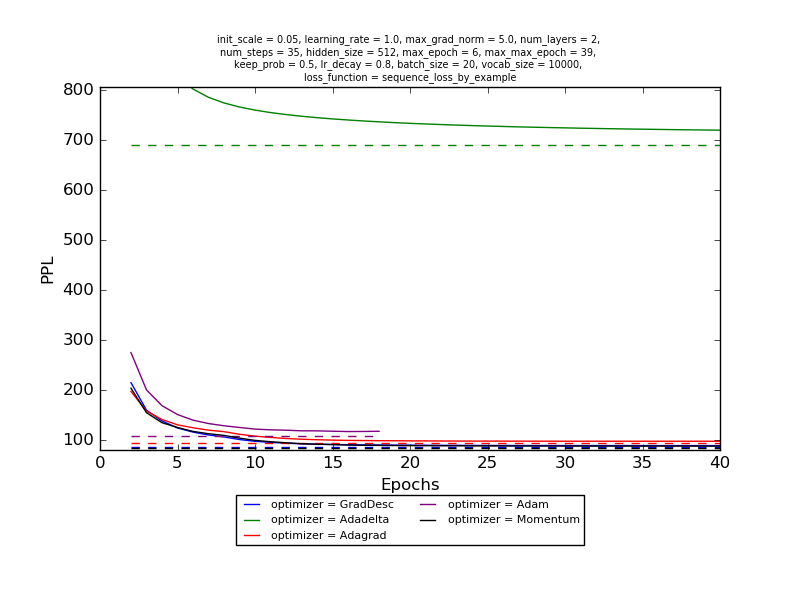 init_scale = 0.05, learning_rate = 1.0, max_grad_norm = 5.0, num_layers = 2,
num_steps = 35, hidden_size = 512, max_epoch = 6, max_max_epoch = 39,
keep_prob = 0.5, lr_decay = 0.8, batch_size = 20, vocab_size = 10000,
loss_function = sequence_loss_by_example
800
700
600
500
400
300
200
100
PPL
0 5 10 15 20 25 30 35 40
Epochs
optimizer = GradDesc
optimizer = Adadelta
optimizer = Adagrad
optimizer = Adam
optimizer = Momentum